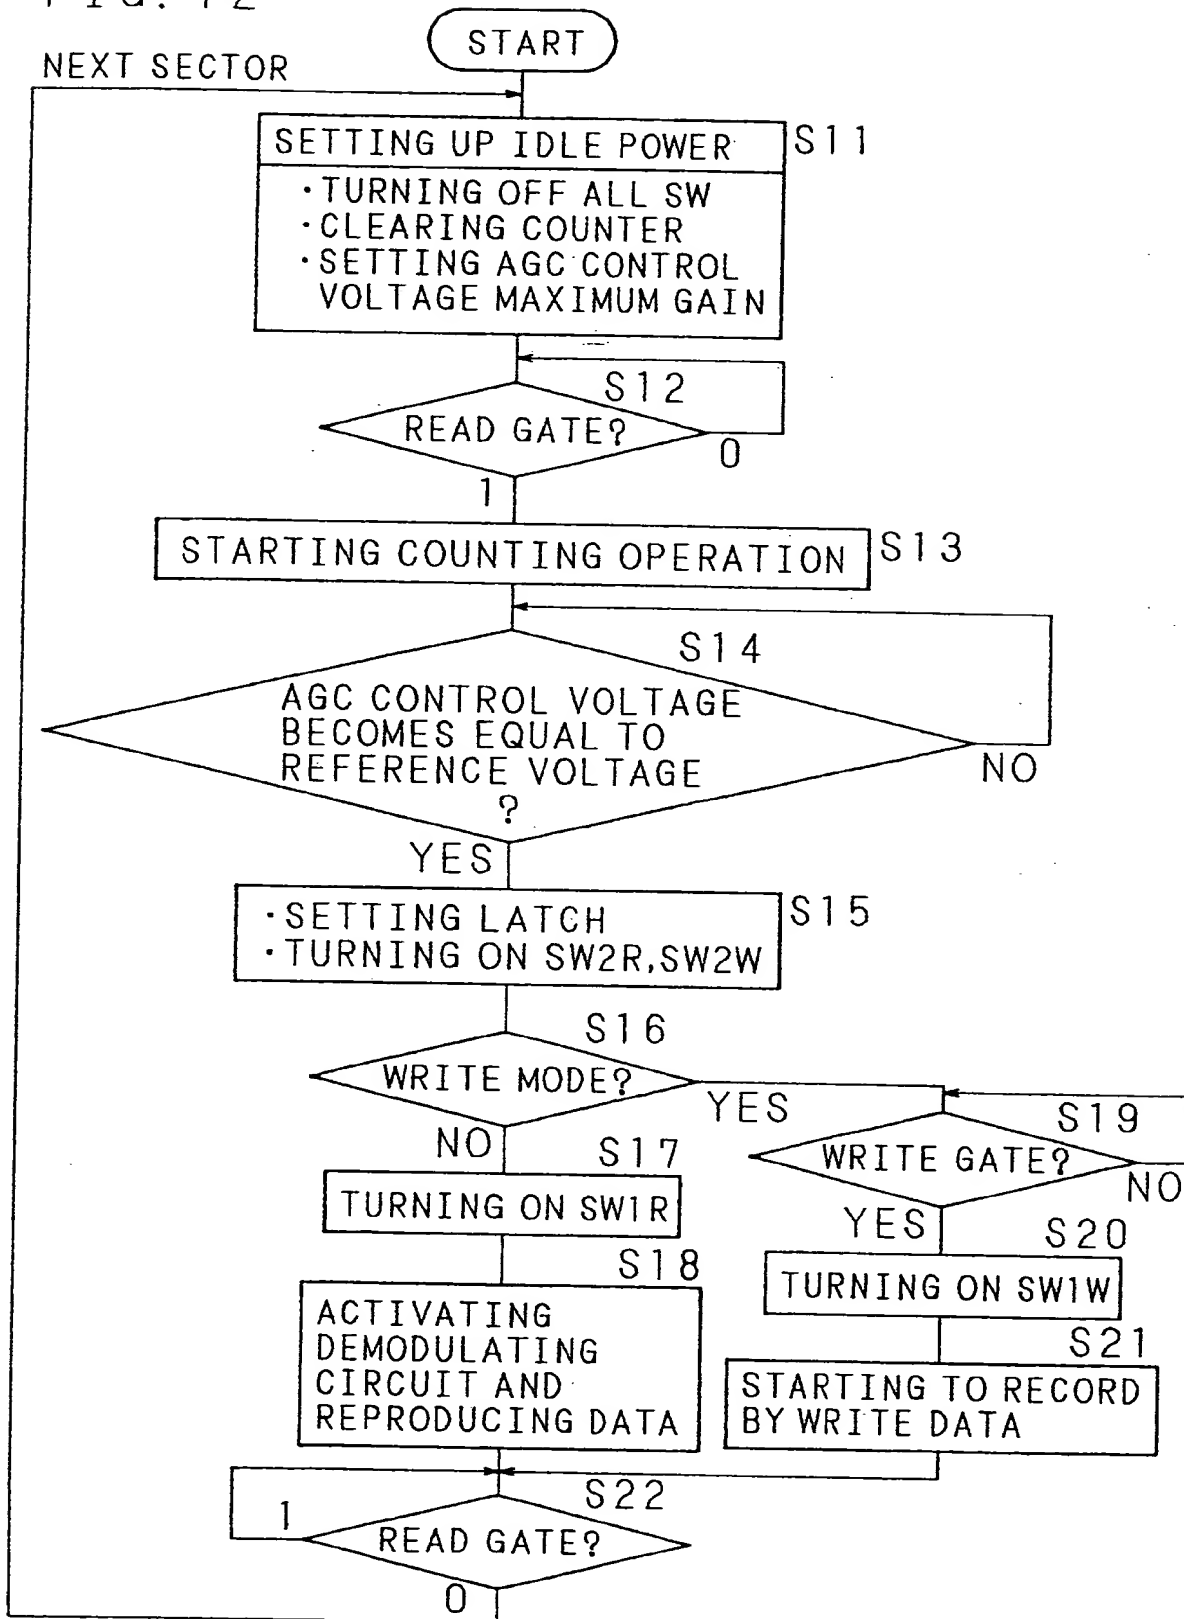 FIG. 12
START
NEXT SECTOR
SETTING UP IDLE POWER
S11
·TURNING OFF ALL SW
·CLEARING COUNTER
·SETTING AGC CONTROL
VOLTAGE MAXIMUM GAIN
S12
READ GATE?
0
1
STARTING COUNTING OPERATION
S13
S14
AGC CONTROL VOLTAGE
BECOMES EQUAL TO
REFERENCE VOLTAGE
?
NO
YES
·SETTING LATCH
·TURNING ON SW2R,SW2W
S15
S16
WRITE MODE?
YES
NO
S17
TURNING ON SW1R
S18
ACTIVATING
DEMODULATING
CIRCUIT AND
REPRODUCING DATA
S19
WRITE GATE?
NO
YES
S20
TURNING ON SW1W
S21
STARTING TO RECORD
BY WRITE DATA
S22
READ GATE?
1
0